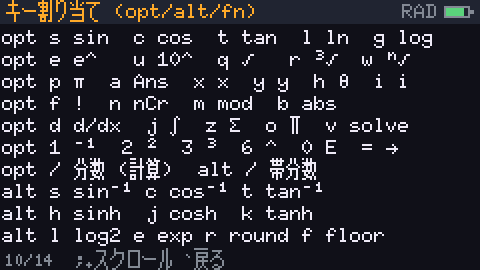 キー割り当て (opt/alt/fn) RAD
opt s sin c cos t tan l ln g log
opt e e^ u 10^ q √ r ³√ w ⁿ√
opt p π a Ans x x y y h θ i i
opt f ! n nCr m mod b abs
opt d d/dx j ∫ z Σ o ∏ v solve
opt 1 ⁻¹ 2 ² 3 ³ 6 ^ 0 E = →
opt / 分数 (計算) alt / 帯分数
alt s sin⁻¹ c cos⁻¹ t tan⁻¹
alt h sinh j cosh k tanh
alt l log2 e exp r round f floor
10/14 ;.スクロール `戻る